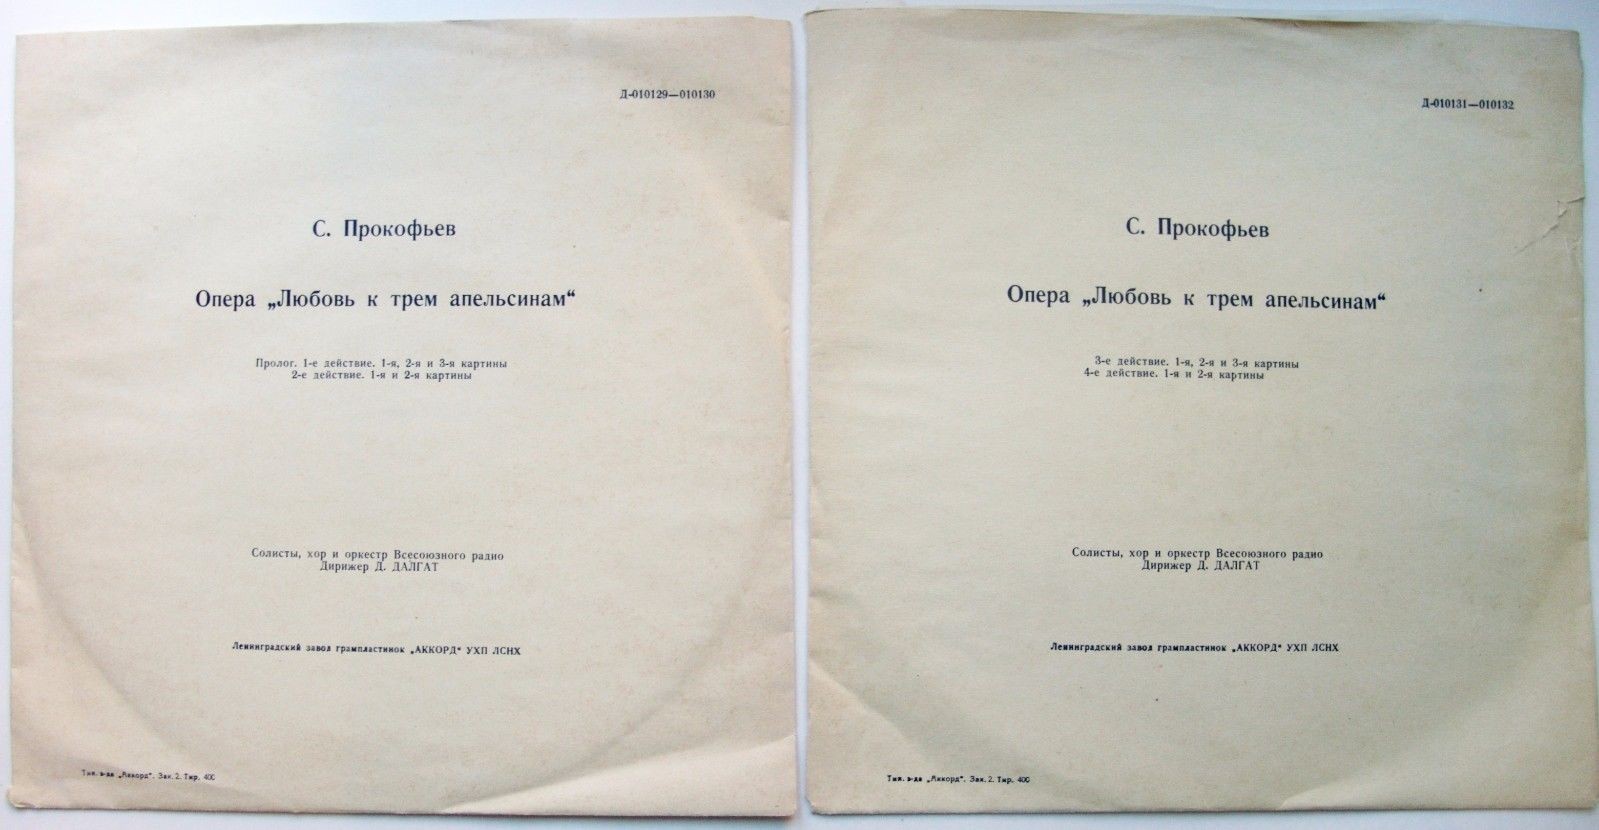 Д-010129—010130
С. Прокофьев
Опера „Любовь к трем апельсинам“
Пролог. 1-е действие. 1-я, 2-я и 3-я картины
2-е действие. 1-я и 2-я картины
Солисты, хор и оркестр Всесоюзного радио
Дирижер Д. ДАЛГАТ
Ленинградский завод грампластинок „АККОРД“ УХП ЛСНХ
Тип. з-да „Аккорд“. Зак. 2. Тир. 400
Д-010131—010132
С. Прокофьев
Опера „Любовь к трем апельсинам“
3-е действие. 1-я, 2-я и 3-я картины
4-е действие. 1-я и 2-я картины
Солисты, хор и оркестр Всесоюзного радио
Дирижер Д. ДАЛГАТ
Ленинградский завод грампластинок „АККОРД“ УХП ЛСНХ
Тип. з-да „Аккорд“. Зак. 2. Тир. 400